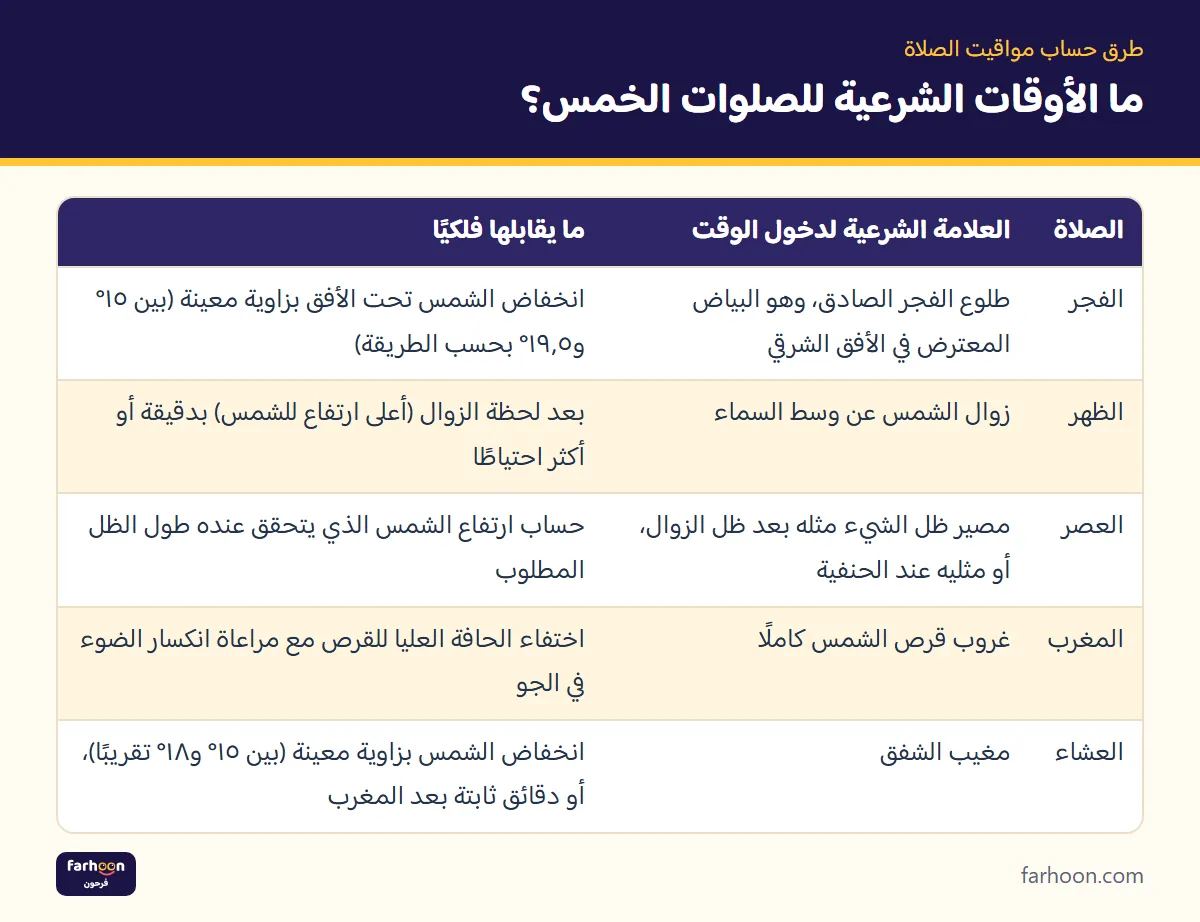 طرق حساب مواقيت الصلاة
ما الأوقات الشرعية للصلوات الخمس؟
الصلاة
العلامة الشرعية لدخول الوقت
ما يقابلها فلكيًا
الفجر
طلوع الفجر الصادق، وهو البياض
المعترض في الأفق الشرقي
انخفاض الشمس تحت الأفق بزاوية معينة (بين ١٥°
و١٩,٥° بحسب الطريقة)
الظهر
زوال الشمس عن وسط السماء
بعد لحظة الزوال (أعلى ارتفاع للشمس) بدقيقة أو
أكثر احتياطًا
العصر
مصير ظل الشيء مثله بعد ظل الزوال،
أو مثليه عند الحنفية
حساب ارتفاع الشمس الذي يتحقق عنده طول الظل
المطلوب
المغرب
غروب قرص الشمس كاملًا
اختفاء الحافة العليا للقرص مع مراعاة انكسار الضوء
في الجو
العشاء
مغيب الشفق
انخفاض الشمس بزاوية معينة (بين ١٥° و١٨° تقريبًا)،
أو دقائق ثابتة بعد المغرب
farhoon.com
farhoon
فرحون